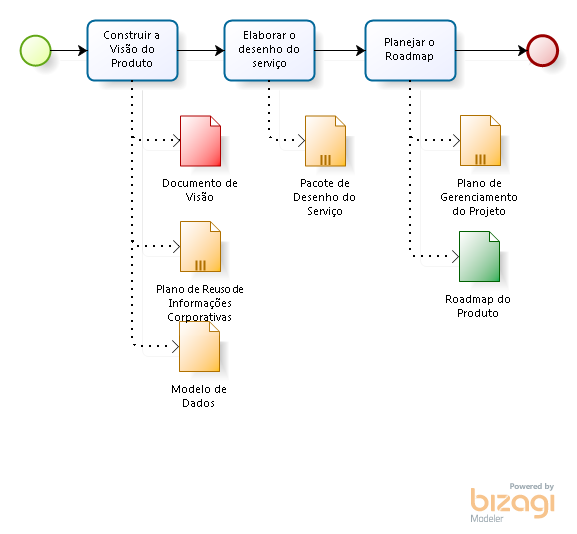 Construir a
Visão do
Produto
Elaborar o
desenho do
serviço
Planejar o
Roadmap
Documento de
Visão
Pacote de
Desenho do
Serviço
Plano de
Gerenciamento
do Projeto
Plano de Reuso de
Informações
Corporativas
Roadmap do
Produto
Modelo de
Dados
Powered by
bizagi
Modeler